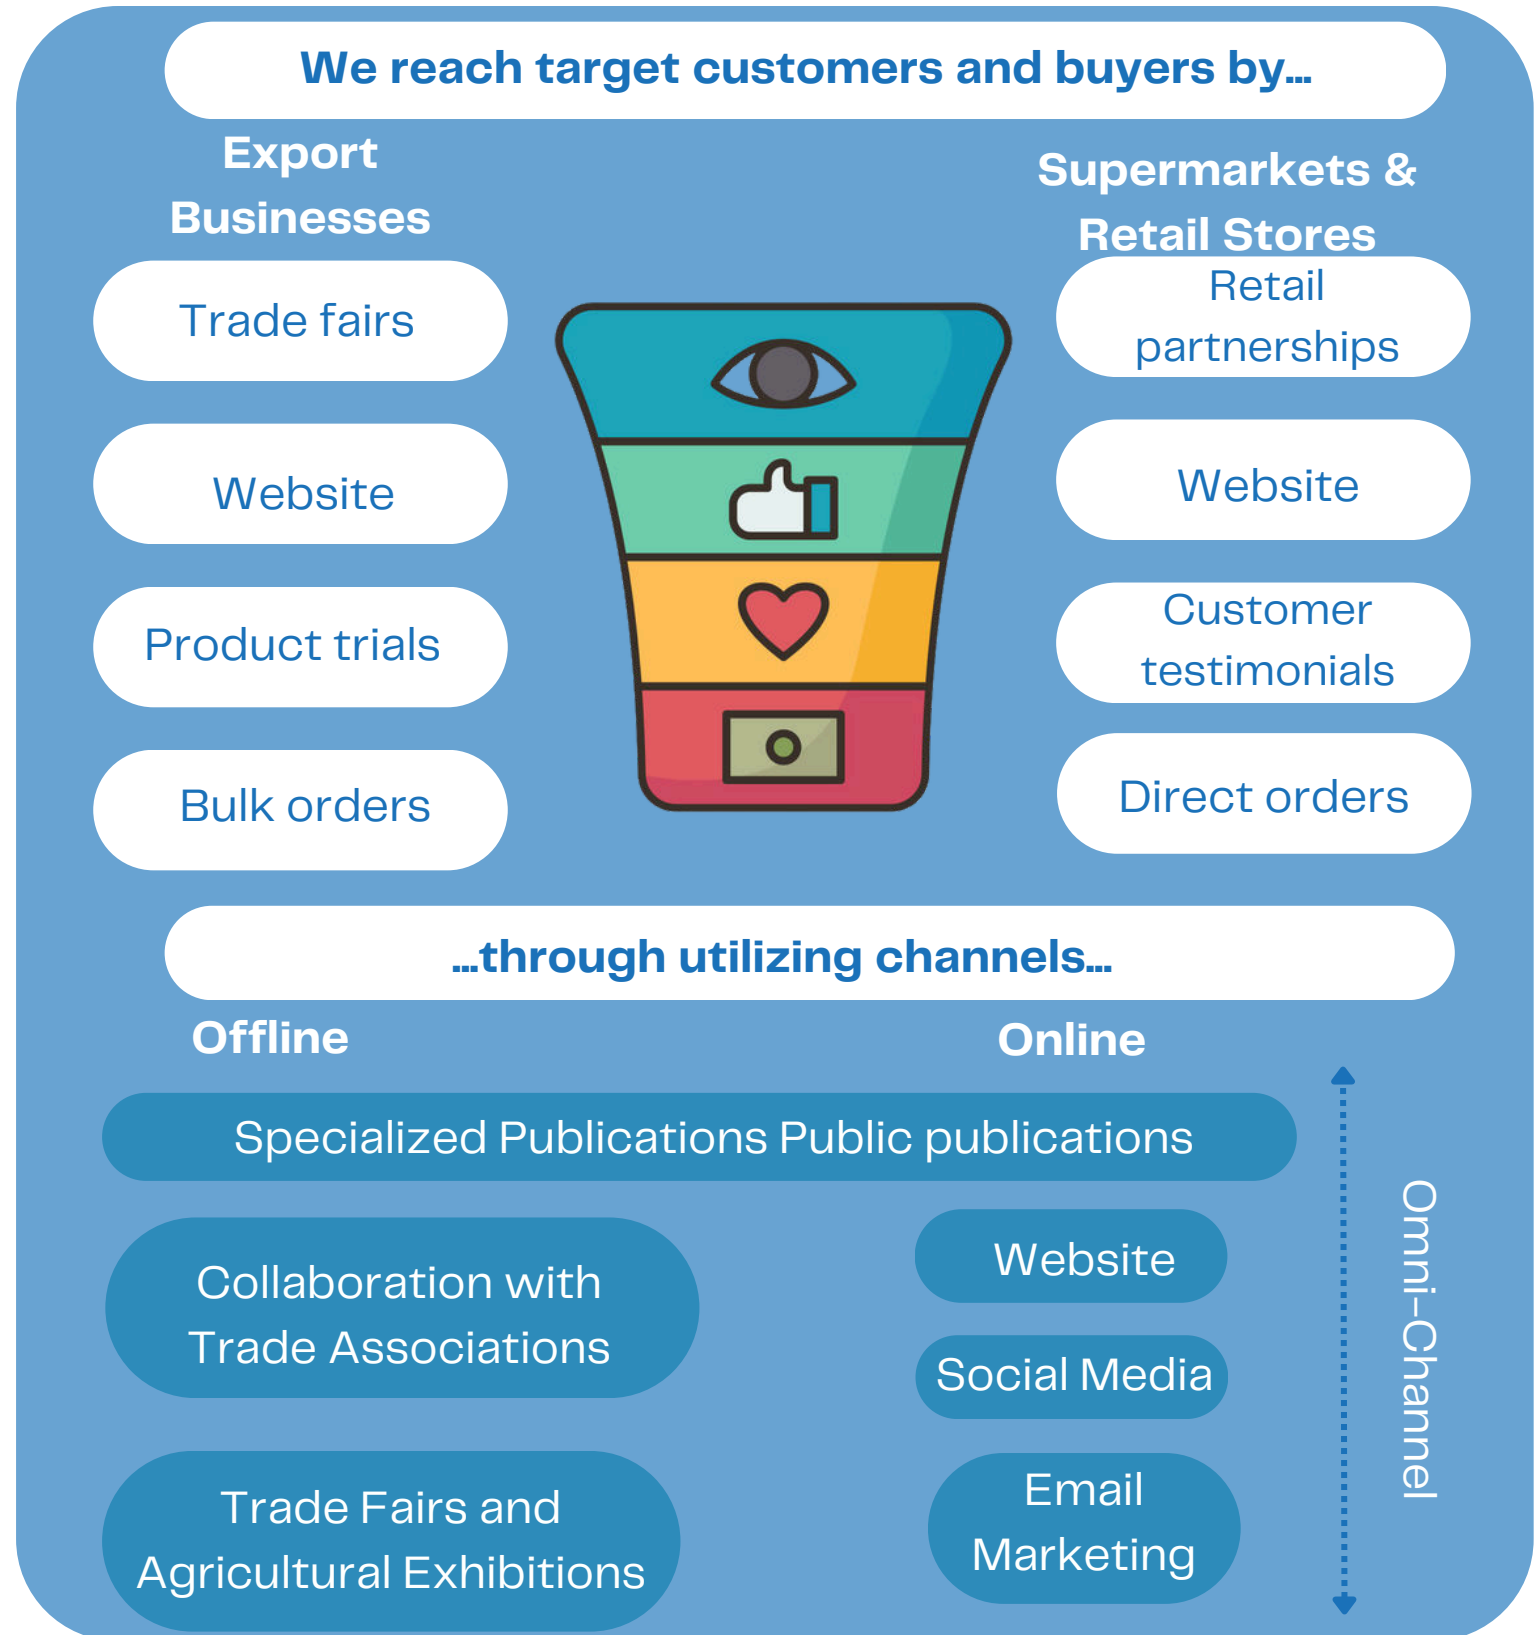 We reach target customers and buyers by...
Export
Businesses
Trade fairs
Website
Product trials
Bulk orders
Supermarkets &
Retail Stores
Retail
partnerships
Website
Customer
testimonials
Direct orders
...through utilizing channels...
Offline
Online
Specialized Publications Public publications
Collaboration with
Trade Associations
Trade Fairs and
Agricultural Exhibitions
Website
Social Media
Email
Marketing
Omni-Channel